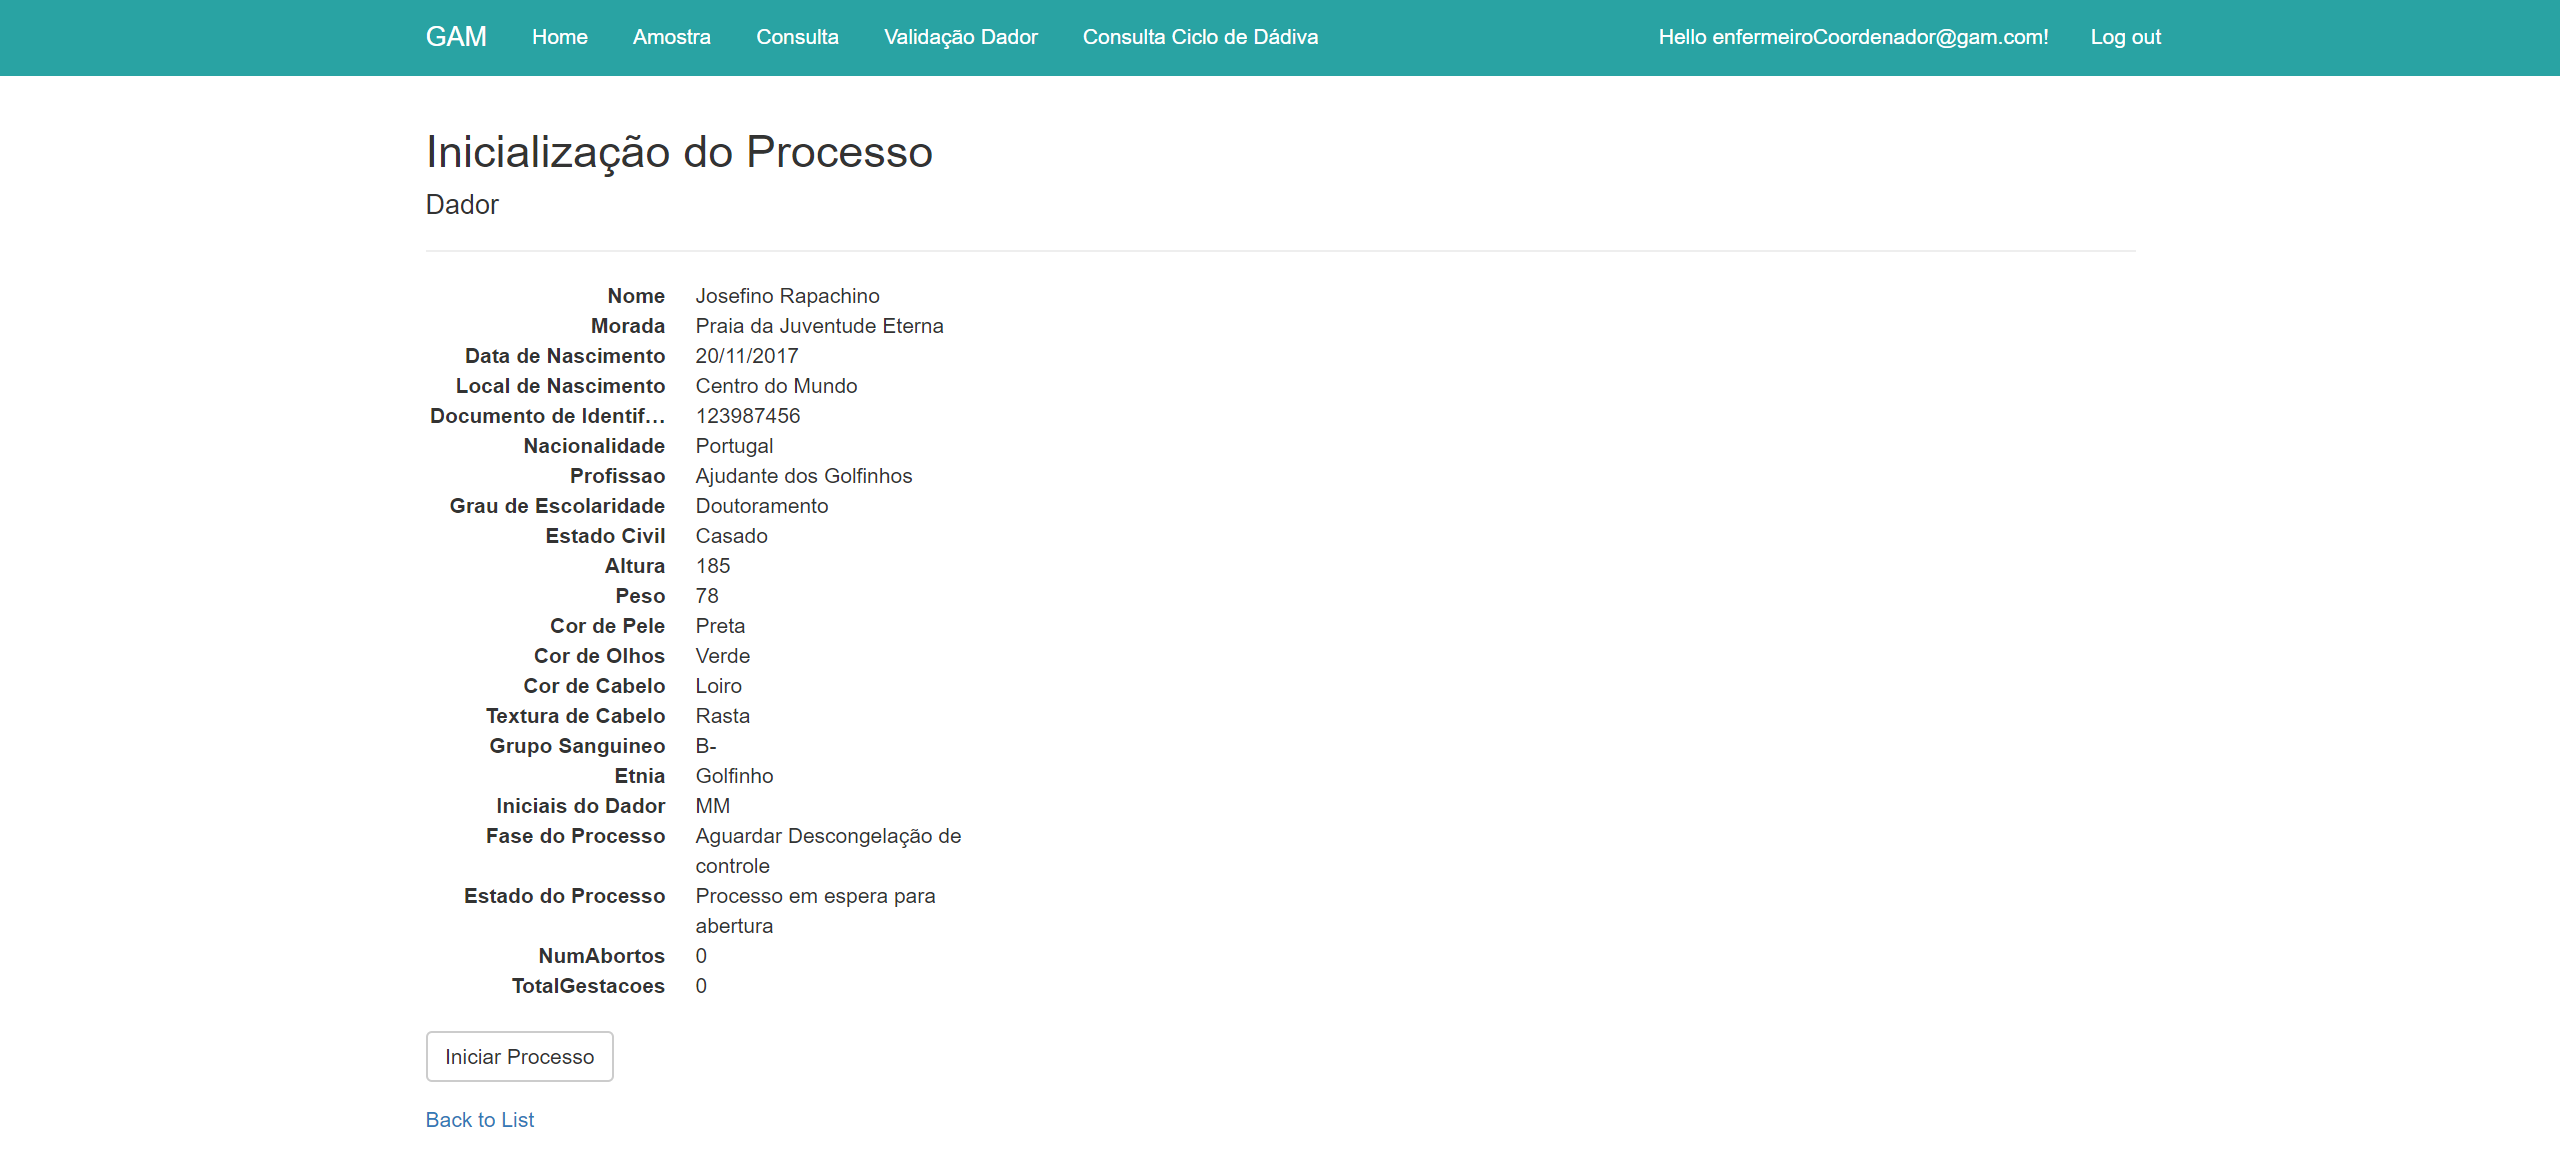 GAM Home Amostra Consulta Validação Dador Consulta Ciclo de Dádiva Hello enfermeiroCoordenador@gam.com! Log out
Inicialização do Processo
Dador
Nome Josefino Rapachino
Morada Praia da Juventude Eterna
Data de Nascimento 20/11/2017
Local de Nascimento Centro do Mundo
Documento de Identif… 123987456
Nacionalidade Portugal
Profissao Ajudante dos Golfinhos
Grau de Escolaridade Doutoramento
Estado Civil Casado
Altura 185
Peso 78
Cor de Pele Preta
Cor de Olhos Verde
Cor de Cabelo Loiro
Textura de Cabelo Rasta
Grupo Sanguineo B-
Etnia Golfinho
Iniciais do Dador MM
Fase do Processo Aguardar Descongelação de
controle
Estado do Processo Processo em espera para
abertura
NumAbortos 0
TotalGestacoes 0
Iniciar Processo
Back to List